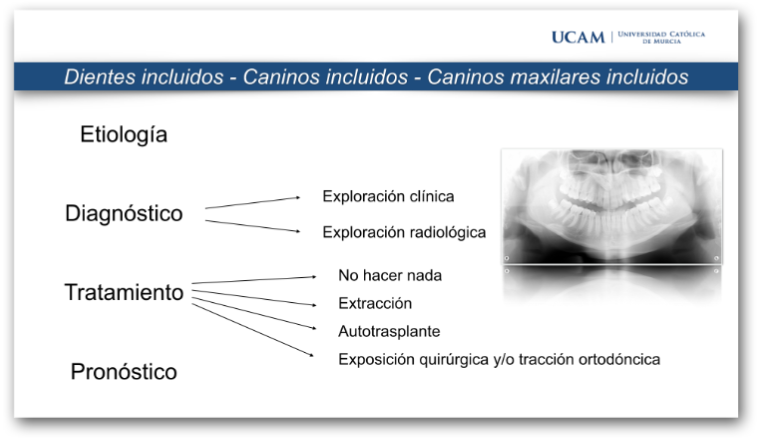 UCAM | UNIVERSIDAD CATÓLICA
DE MURCIA
Dientes incluidos - Caninos incluidos - Caninos maxilares incluidos
Etiología
Diagnóstico
Exploración clínica
Exploración radiológica
Tratamiento
No hacer nada
Extracción
Autotrasplante
Exposición quirúrgica y/o tracción ortodóncica
Pronóstico